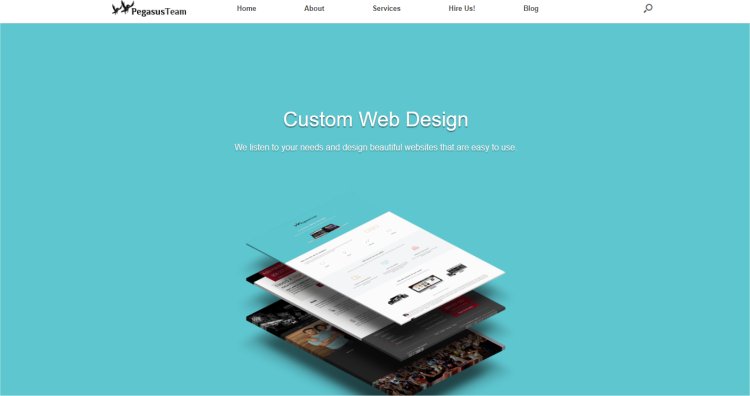 PegasusTeam
Home About Services Hire Us! Blog
Custom Web Design
We listen to your needs and design beautiful websites that are easy to use.